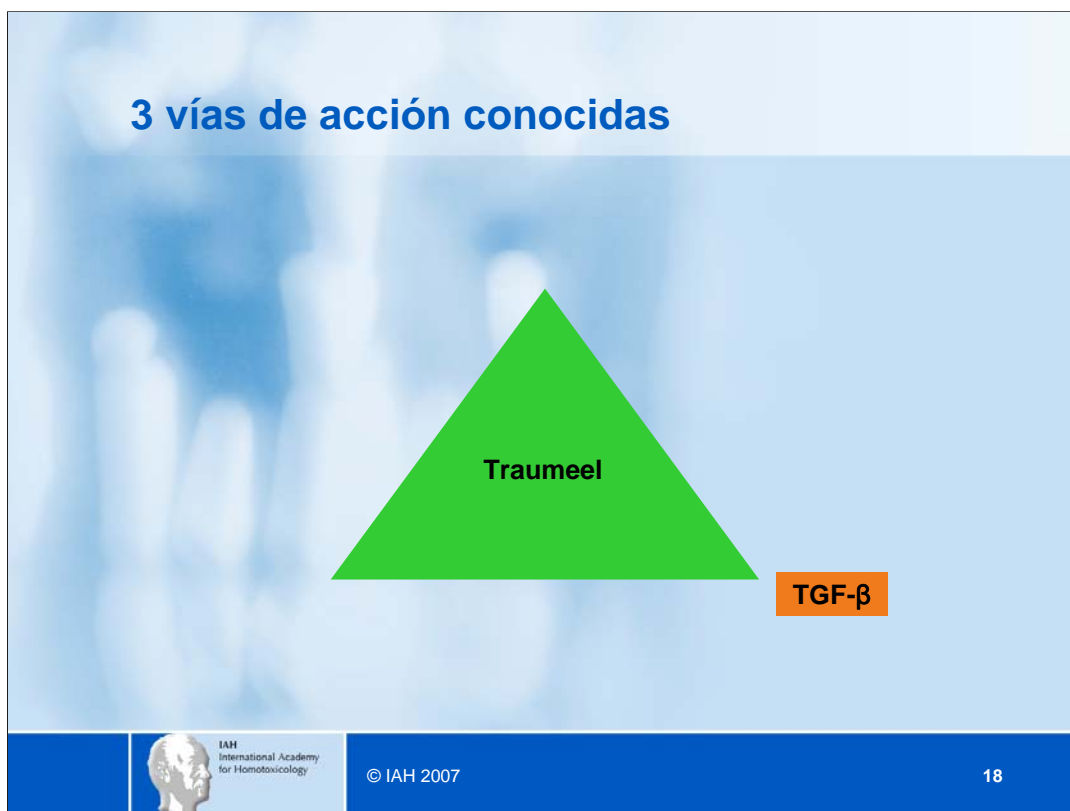 3 vías de acción conocidas
Traumeel
TGF-β
IAH
International Academy
for Homotoxicology
© IAH 2007
18